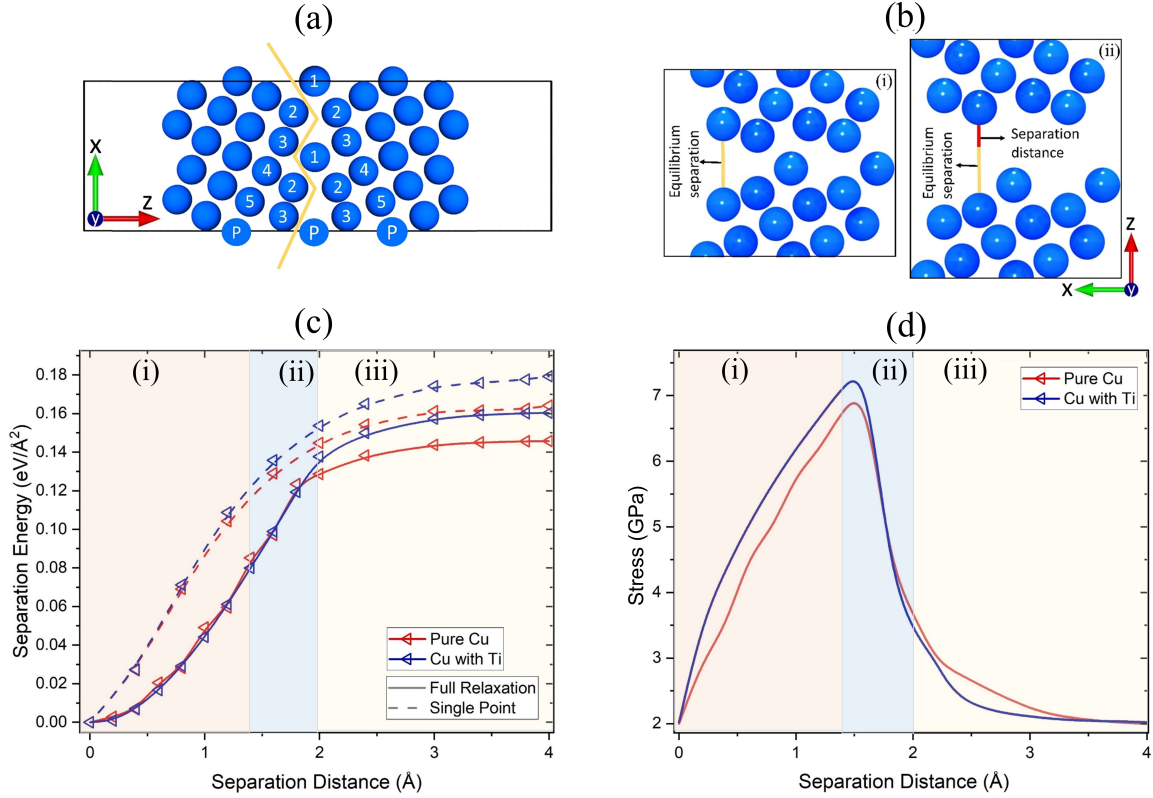 (a)
1
2 2
3 3
1
4 4
2 2
5 5
3 3
P P P
X
Z
y
(b)
(i)
Equilibrium
separation
(ii)
Equilibrium
separation
Separation
distance
Z
X
y
(c)
(i) (ii) (iii)
0.18
0.16
0.14
0.12
0.10
0.08
0.06
0.04
0.02
0.00
Separation Energy (eV/Å²)
Pure Cu
Cu with Ti
Full Relaxation
Single Point
0 1 2 3 4
Separation Distance (Å)
(d)
(i) (ii) (iii)
Pure Cu
Cu with Ti
7
6
5
4
3
2
Stress (GPa)
0 1 2 3 4
Separation Distance (Å)